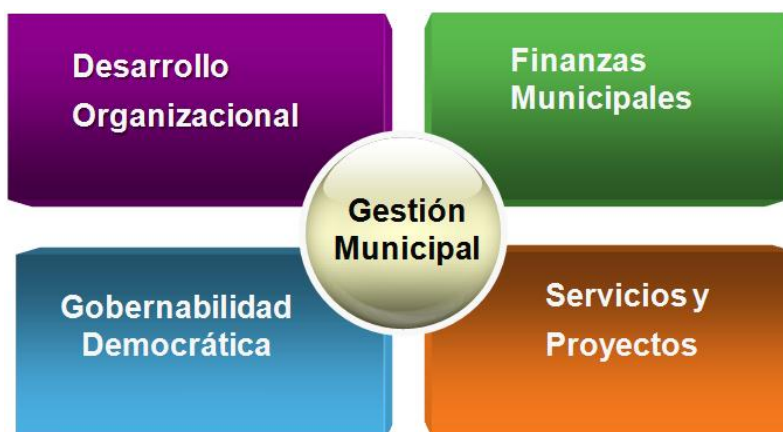 Desarrollo
Organizacional
Finanzas
Municipales
Gestión
Municipal
Gobernabilidad
Democrática
Servicios y
Proyectos